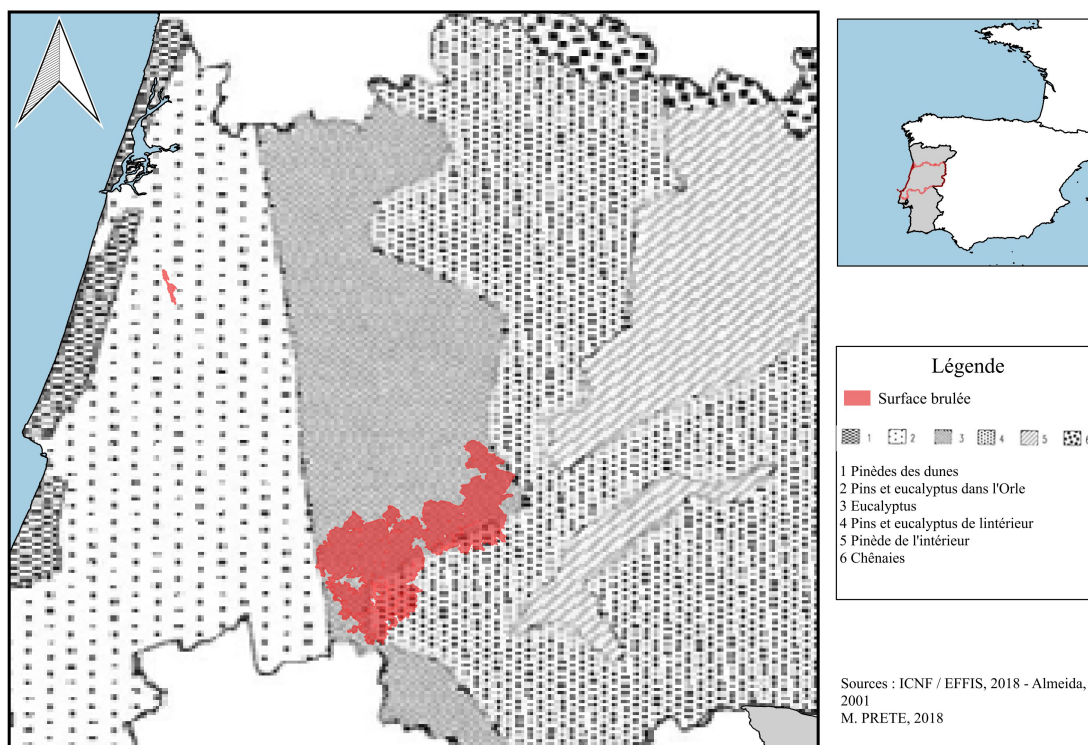 Légende
Surface brulée
1 2 3 4 5 6
1 Pinèdes des dunes
2 Pins et eucalyptus dans l'Orle
3 Eucalyptus
4 Pins et eucalyptus de lintérieur
5 Pinède de l'intérieur
6 Chênaies
Sources : ICNF / EFFIS, 2018 - Almeida,
2001
M. PRETE, 2018